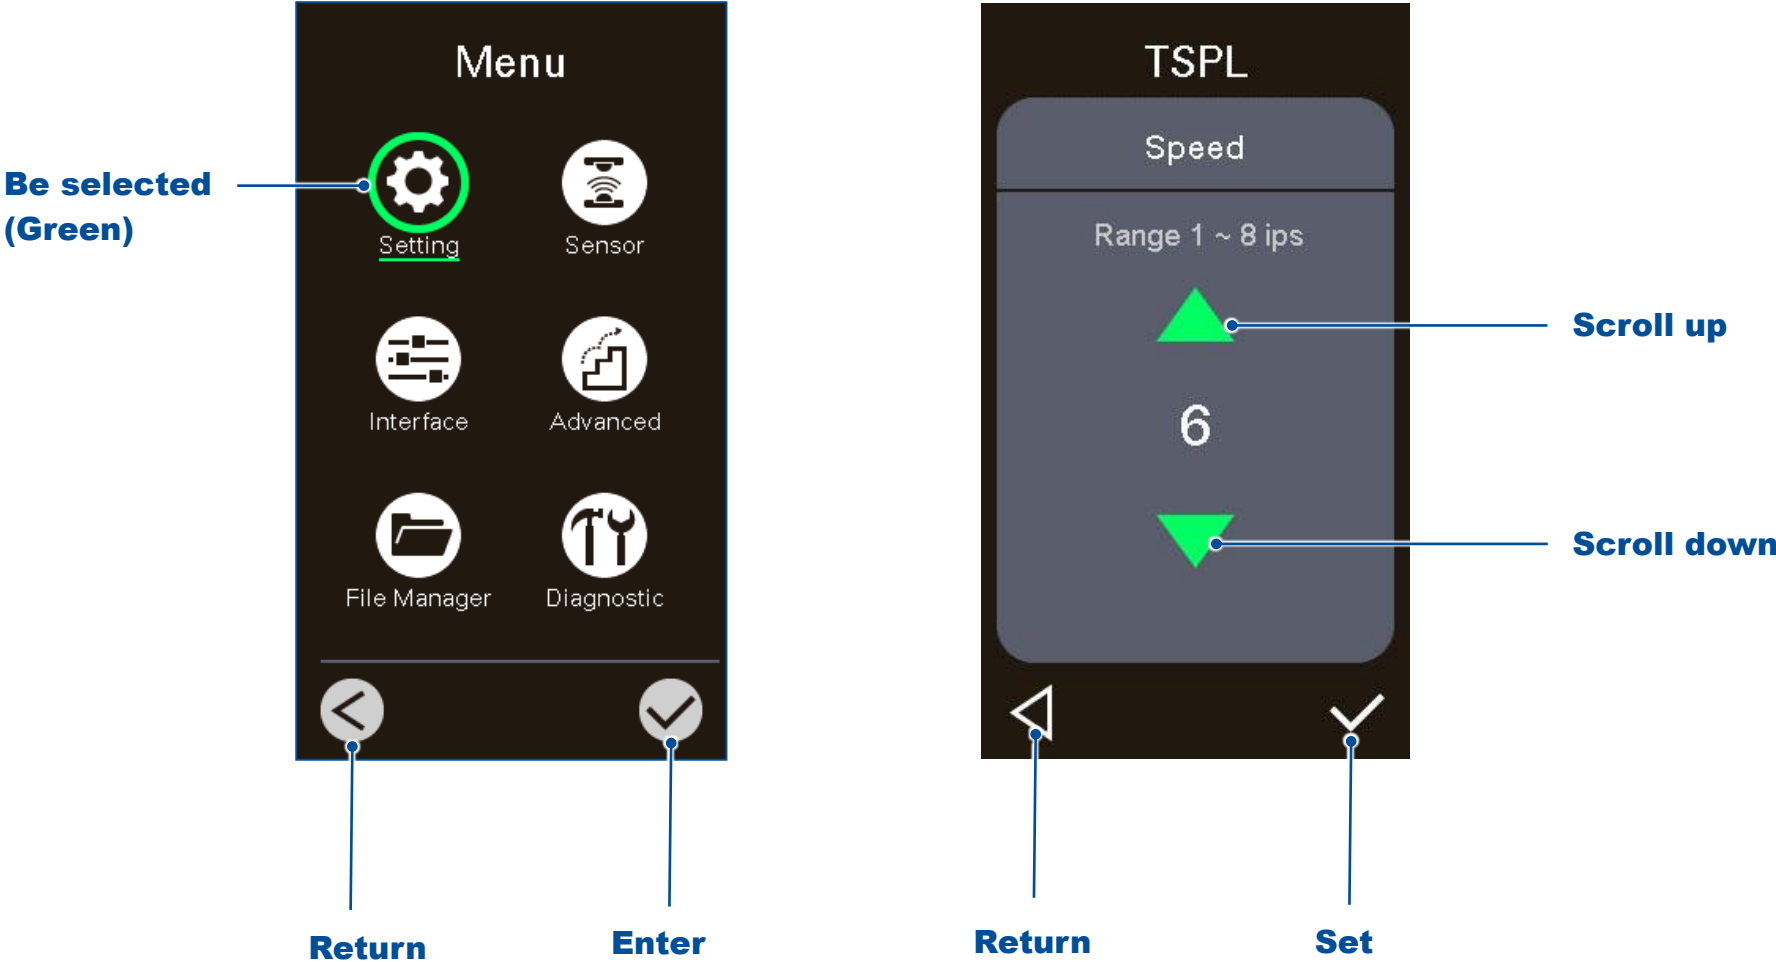 Menu
Be selected
(Green)
Setting
Sensor
Interface
Advanced
File Manager
Diagnostic
Return
Enter
TSPL
Speed
Range 1 ~ 8 ips
Scroll up
6
Scroll down
Return
Set